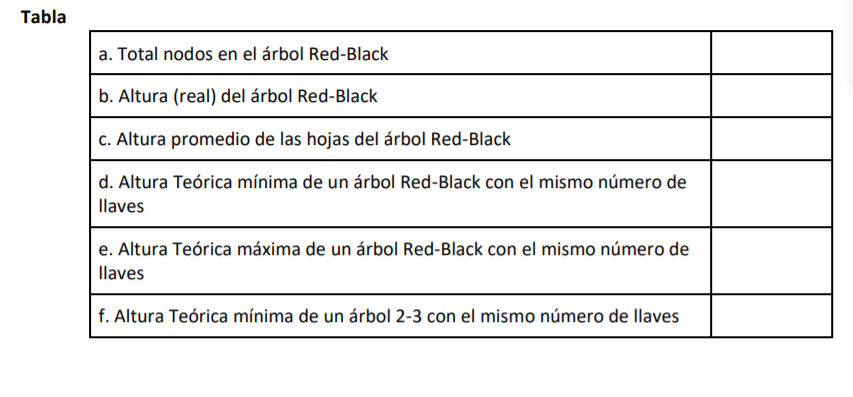 Tabla
a. Total nodos en el árbol Red-Black
b. Altura (real) del árbol Red-Black
c. Altura promedio de las hojas del árbol Red-Black
d. Altura Teórica mínima de un árbol Red-Black con el mismo número de
llaves
e. Altura Teórica máxima de un árbol Red-Black con el mismo número de
llaves
f. Altura Teórica mínima de un árbol 2-3 con el mismo número de llaves